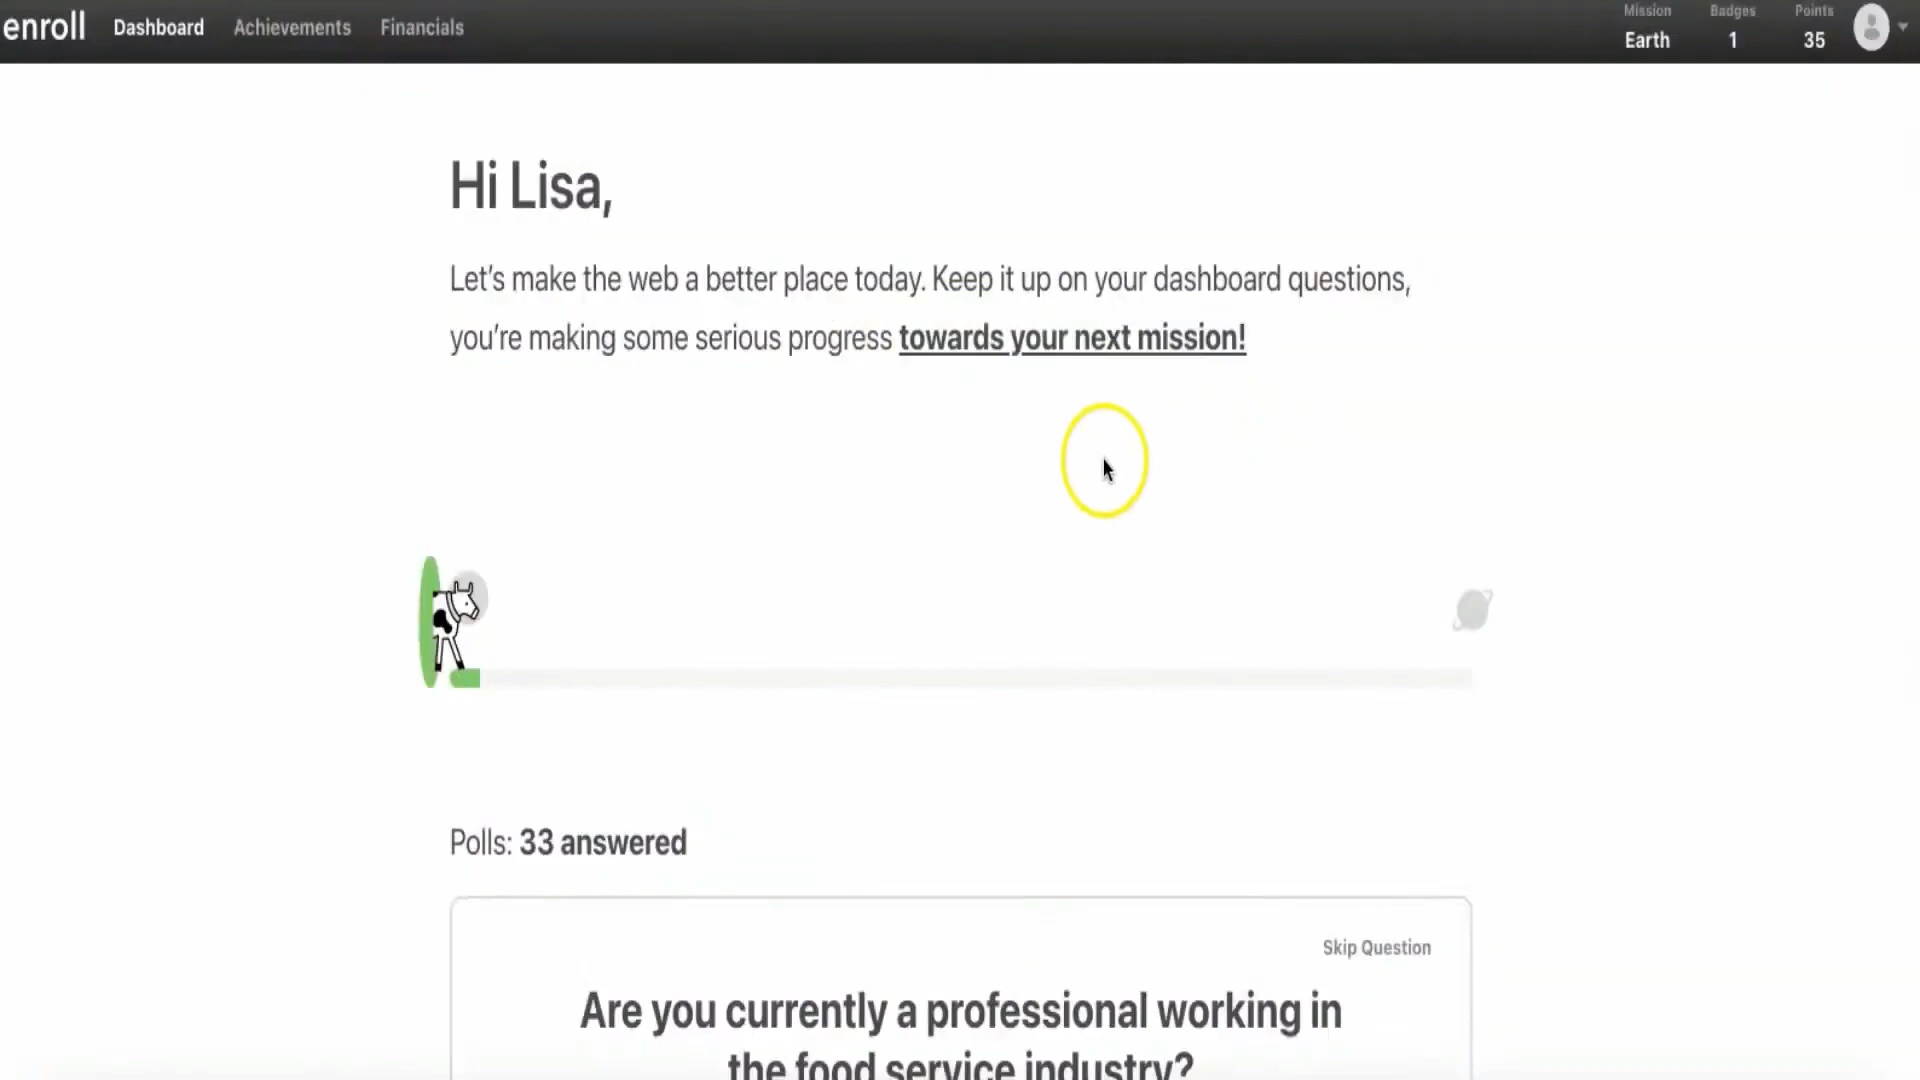 enroll Dashboard Achievements Financials
Mission Badges Points
Earth 1 35
Hi Lisa,
Let's make the web a better place today. Keep it up on your dashboard questions,
you're making some serious progress towards your next mission!
Polls: 33 answered
Skip Question
Are you currently a professional working in
the food service industry?